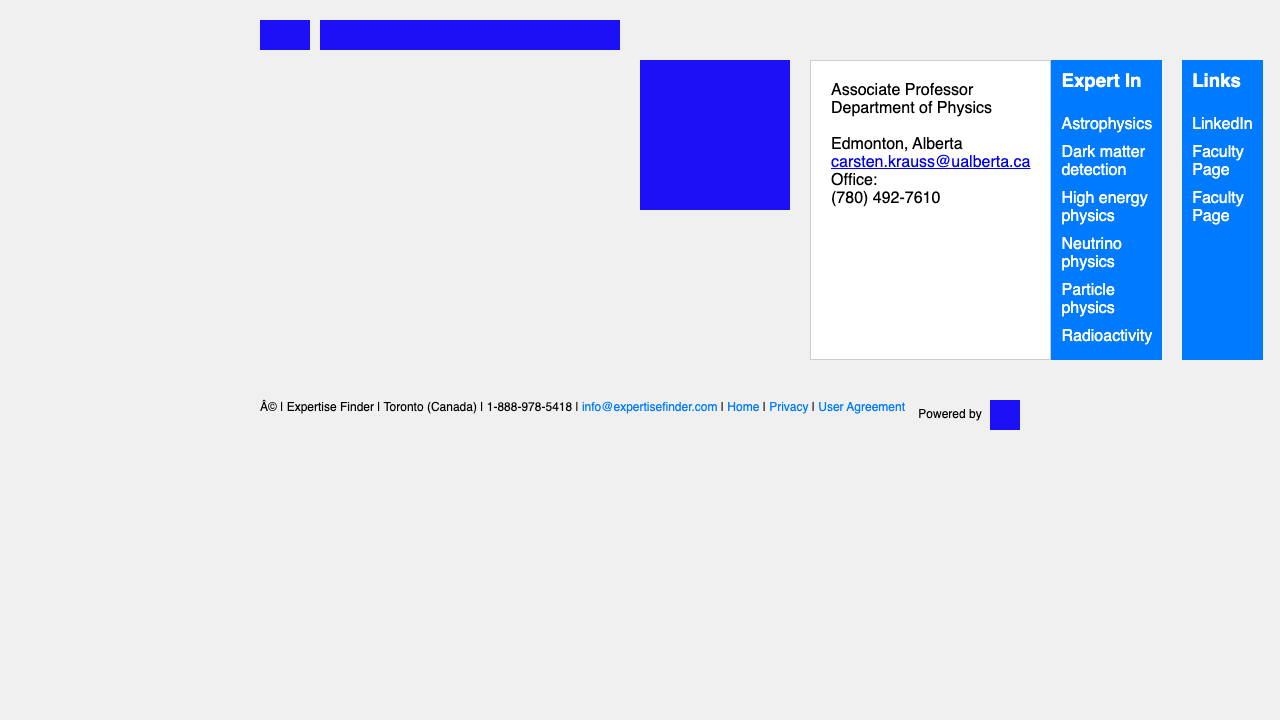 Associate Professor
Department of Physics
Edmonton, Alberta
carsten.krauss@ualberta.ca
Office:
(780) 492-7610
Expert In
Astrophysics
Dark matter
detection
High energy
physics
Neutrino
physics
Particle
physics
Radioactivity
Links
LinkedIn
Faculty
Page
Faculty
Page
Â© | Expertise Finder | Toronto (Canada) | 1-888-978-5418 | info@expertisefinder.com | Home | Privacy | User Agreement
Powered by